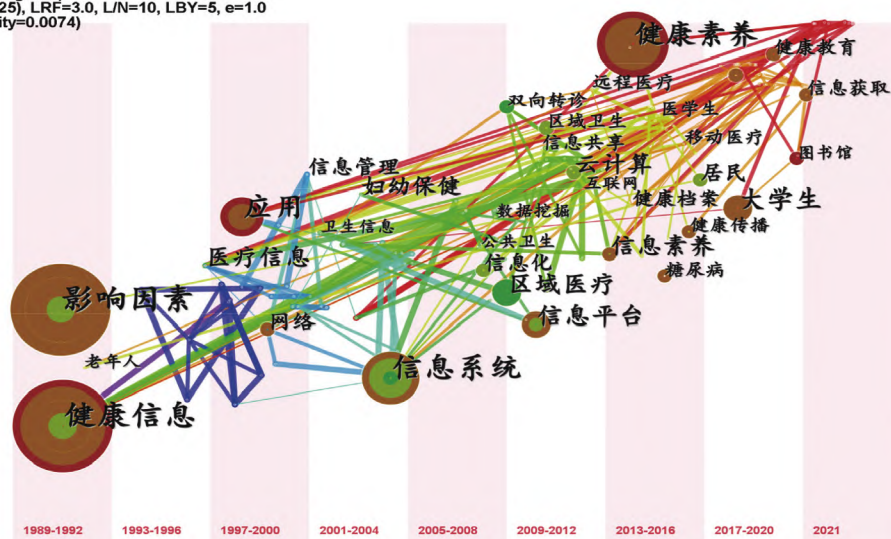 25), LRF=3.0, L/N=10, LBY=5, e=1.0
ity=0.0074)
健康素养
健康教育
远程医疗
信息获取
双向转诊
医学生
区域卫生
移动医疗
信息共享
图书馆
信息管理
云计算
居民
妇幼保健
互联网
健康档案
大学生
应用
数据挖掘
卫生信息
健康传播
公共卫生
信息素养
医疗信息
信息化
糖尿病
区域医疗
影响因素
信息平台
网络
老年人
信息系统
健康信息
1989-1992 1993-1996 1997-2000 2001-2004 2005-2008 2009-2012 2013-2016 2017-2020 2021